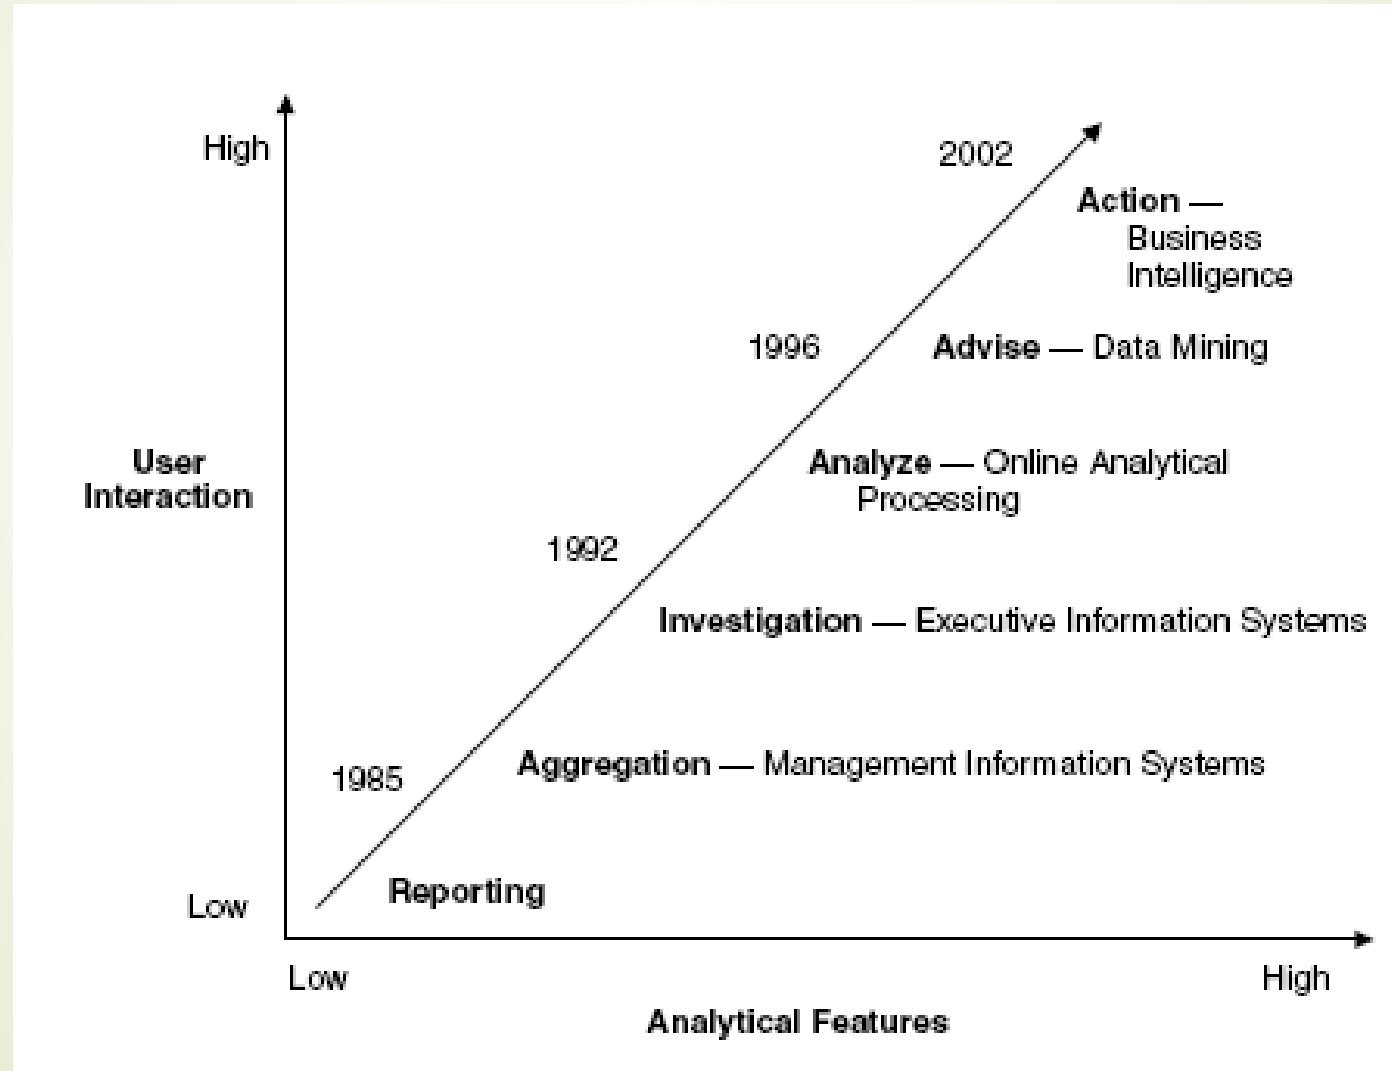 High
2002
Action —
Business
Intelligence
1996
Advise — Data Mining
User
Interaction
Analyze — Online Analytical
Processing
1992
Investigation — Executive Information Systems
1985
Aggregation — Management Information Systems
Reporting
Low
Low
High
Analytical Features